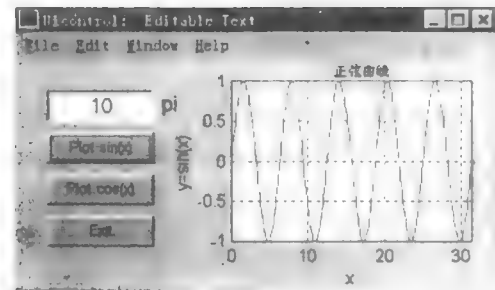 Uicontrol: Editable Text
File Edit Window Help
10 pi
Plot sin(x)
Plot cos(x)
Exit
正弦曲线
y=sin(x)
1
0.5
0
-0.5
-1
0 10 20 30
x